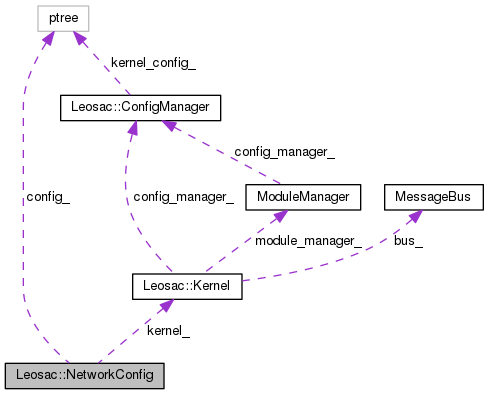 ptree
kernel_config_
Leosac::ConfigManager
config_manager_
config_
config_manager_
ModuleManager
MessageBus
module_manager_
bus_
Leosac::Kernel
kernel_
Leosac::NetworkConfig